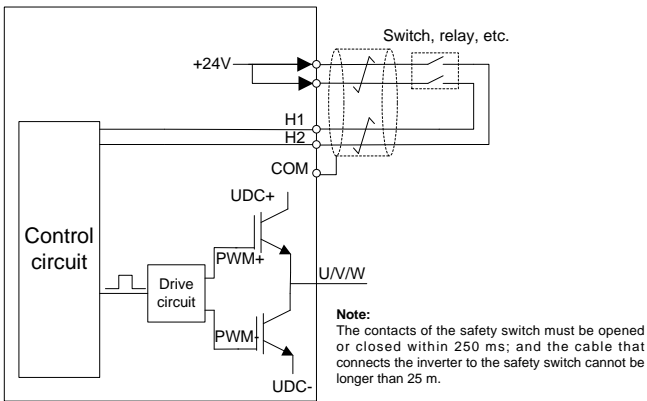 Switch, relay, etc.
+24V
H1
H2
COM
UDC+
Control
circuit
PWM+
Drive
circuit
U/V/W
PWM-
UDC-
Note:
The contacts of the safety switch must be opened
or closed within 250 ms; and the cable that
connects the inverter to the safety switch cannot be
longer than 25 m.